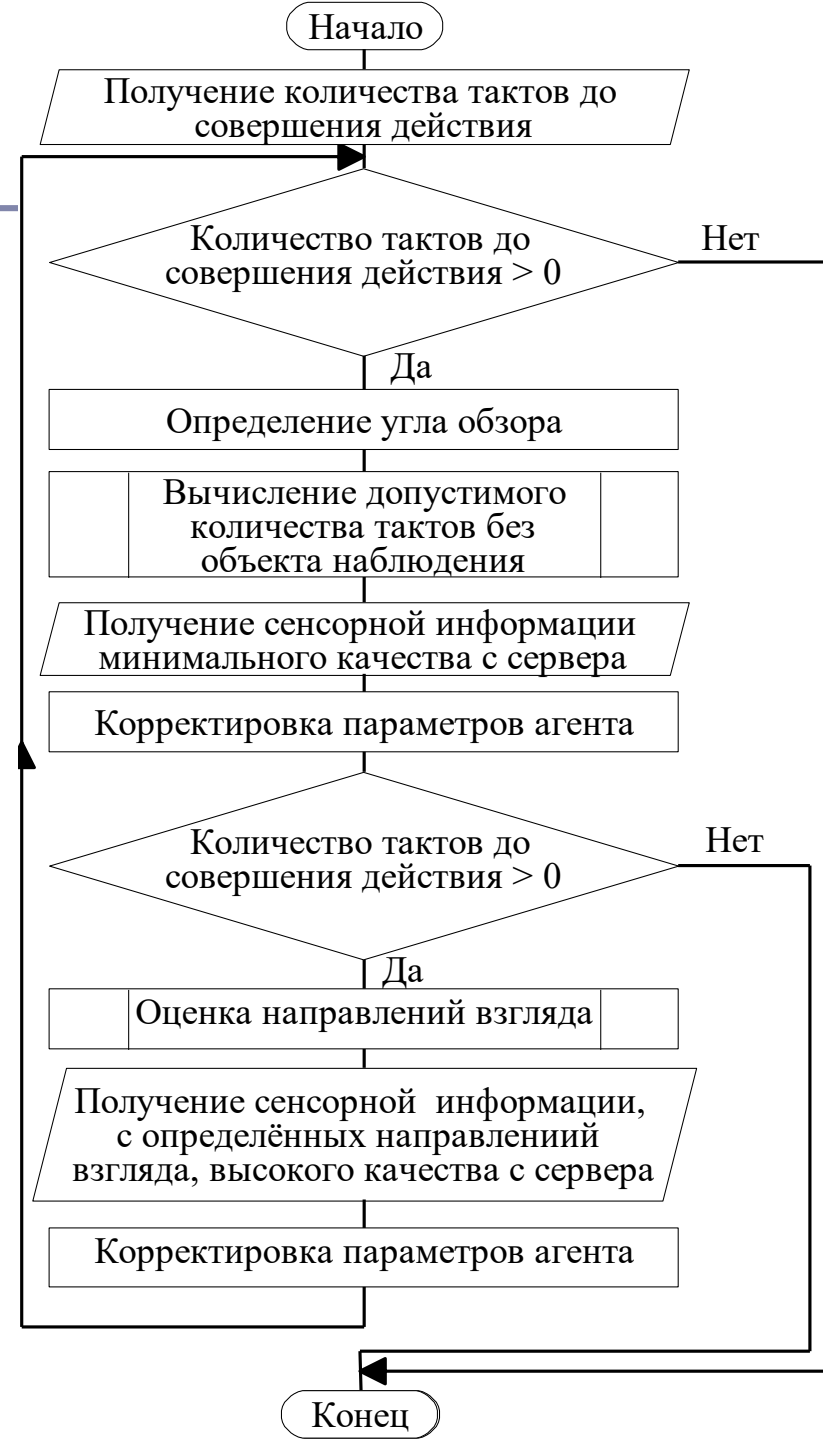 Начало
Получение количества тактов до
совершения действия
Количество тактов до
совершения действия > 0
Нет
Да
Определение угла обзора
Вычисление допустимого
количества тактов без
объекта наблюдения
Получение сенсорной информации
минимального качества с сервера
Корректировка параметров агента
Количество тактов до
совершения действия > 0
Нет
Да
Оценка направлений взгляда
Получение сенсорной информации,
с определённых направлениий
взгляда, высокого качества с сервера
Корректировка параметров агента
Конец